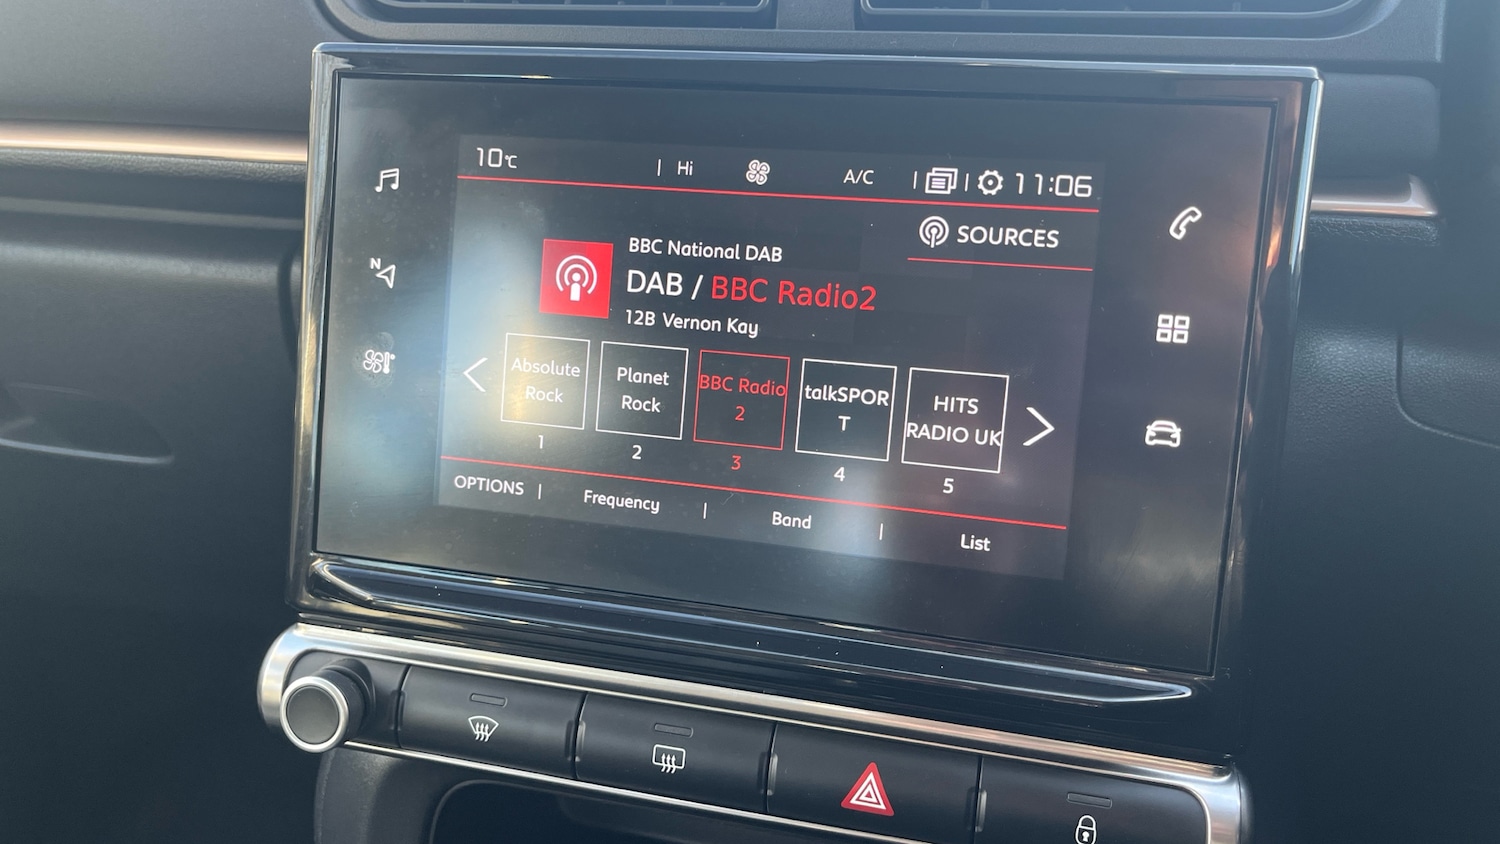 10°C | Hi A/C | | 11:06
SOURCES
BBC National DAB
DAB / BBC Radio2
12B Vernon Kay
N
Absolute
Rock
Planet
Rock
BBC Radio
2
talkSPOR
T
HITS
RADIO UK
1 2 3 4 5
OPTIONS | Frequency | Band | List